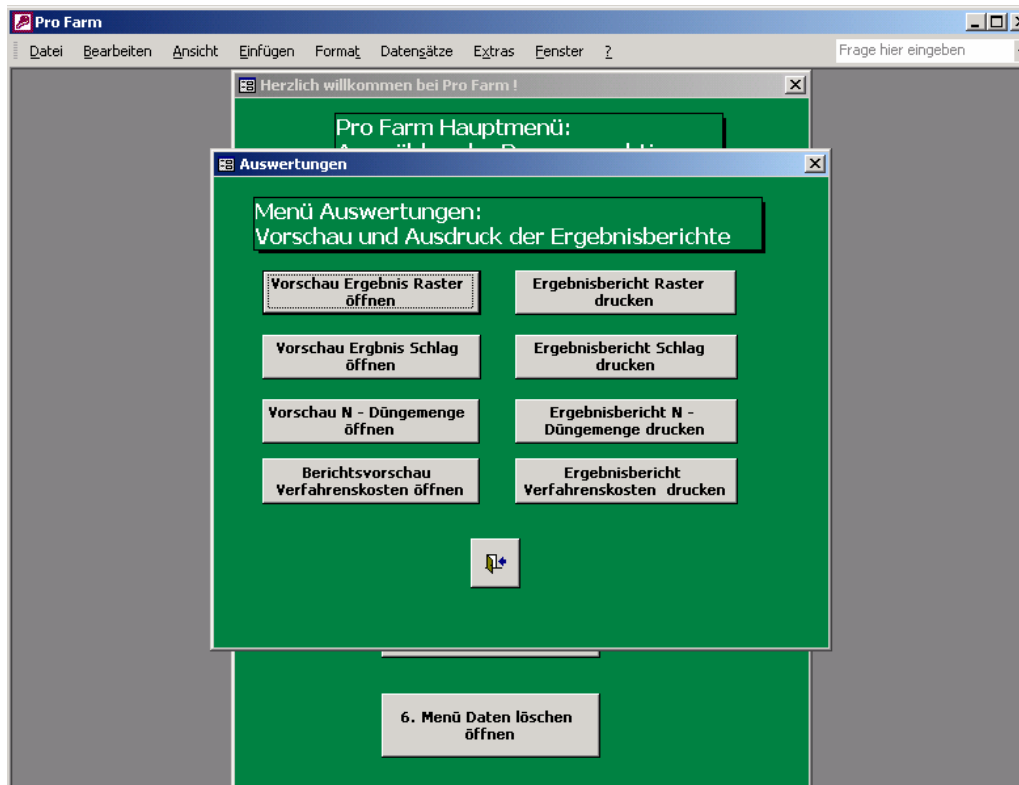 Pro Farm
Datei Bearbeiten Ansicht Einfügen Format Datensätze Extras Fenster ? Frage hier eingeben
Herzlich willkommen bei Pro Farm !
Pro Farm Hauptmenü:
Auswertungen
Menü Auswertungen:
Vorschau und Ausdruck der Ergebnisberichte
Vorschau Ergebnis Raster
öffnen
Ergebnisbericht Raster
drucken
Vorschau Ergbnis Schlag
öffnen
Ergebnisbericht Schlag
drucken
Vorschau N - Düngemenge
öffnen
Ergebnisbericht N -
Düngemenge drucken
Berichtsvorschau
Verfahrenskosten öffnen
Ergebnisbericht
Verfahrenskosten drucken
6. Menü Daten löschen
öffnen